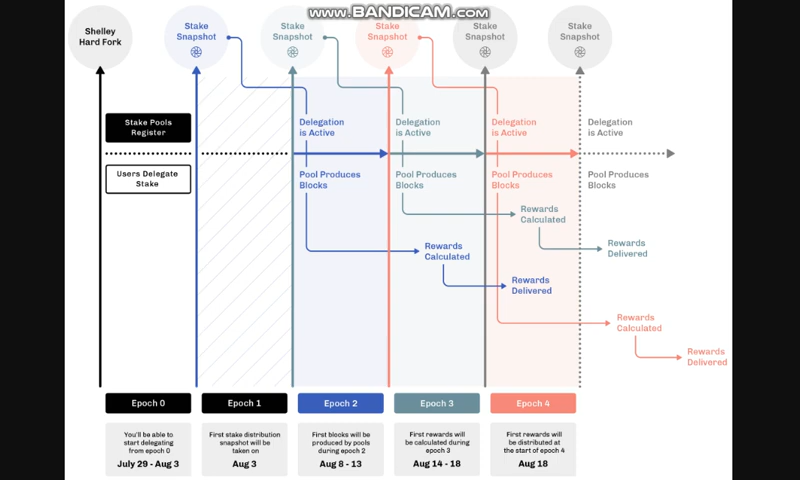 www.BANDICAM.com
Shelley
Hard Fork
Stake
Snapshot
Stake
Snapshot
Stake
Snapshot
Stake
Snapshot
Stake
Snapshot
Stake Pools
Register
Users Delegate
Stake
Delegation
is Active
Delegation
is Active
Delegation
is Active
Delegation
is Active
Pool Produces
Blocks
Pool Produces
Blocks
Pool Produces
Blocks
Pool Produces
Blocks
Rewards
Calculated
Rewards
Delivered
Rewards
Calculated
Rewards
Delivered
Rewards
Calculated
Rewards
Delivered
Epoch 0
Epoch 1
Epoch 2
Epoch 3
Epoch 4
You'll be able to
start delegating
from epoch 0
July 29 - Aug 3
First stake distribution
snapshot will be
taken on
Aug 3
First blocks will be
produced by pools
during epoch 2
Aug 8 - 13
First rewards will
be calculated during
epoch 3
Aug 14 - 18
First rewards will
be distributed at
the start of epoch 4
Aug 18